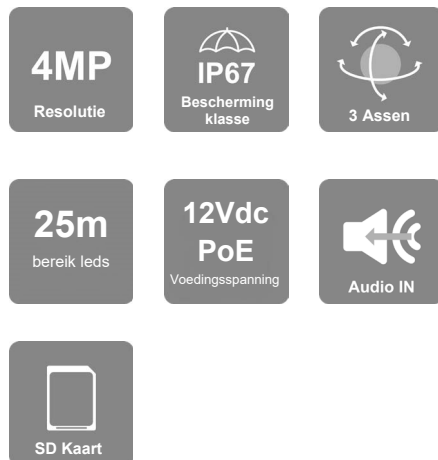 4MP
Resolutie
IP67
Bescherming
klasse
3 Assen
25m
bereik leds
12Vdc
PoE
Voedingsspanning
Audio IN
SD Kaart